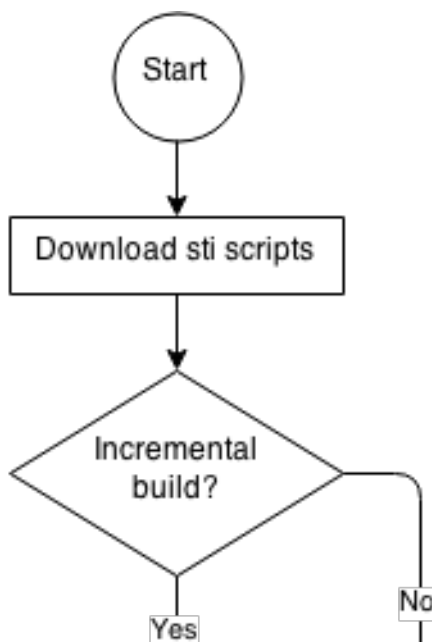 Start
Download sti scripts
Incremental
build?
Yes
No